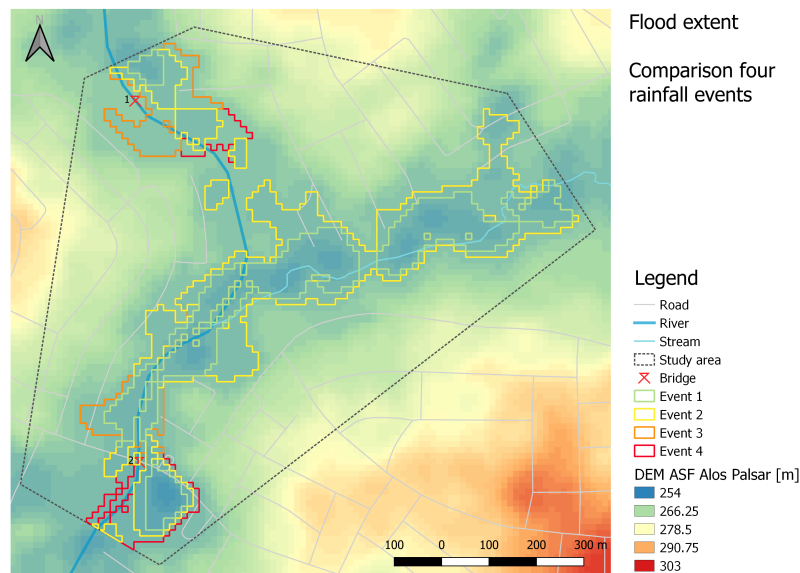 Flood extent
Comparison four
rainfall events
N
1
2
Legend
Road
River
Stream
Study area
Bridge
Event 1
Event 2
Event 3
Event 4
DEM ASF Alos Palsar [m]
254
266.25
278.5
290.75
303
100 0 100 200 300 m